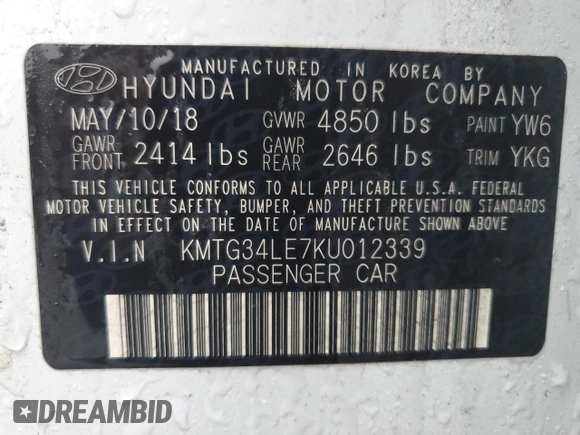 MANUFACTURED IN KOREA BY
HYUNDAI MOTOR COMPANY
MAY/10/18 GVWR 4850 lbs PAINT YW6
GAWR FRONT 2414 lbs GAWR REAR 2646 lbs TRIM YKG
THIS VEHICLE CONFORMS TO ALL APPLICABLE U.S.A. FEDERAL
MOTOR VEHICLE SAFETY, BUMPER, AND THEFT PREVENTION STANDARDS
IN EFFECT ON THE DATE OF MANUFACTURE SHOWN ABOVE.
V.I.N KMTG34LE7KU012339
PASSENGER CAR
DREAMBID